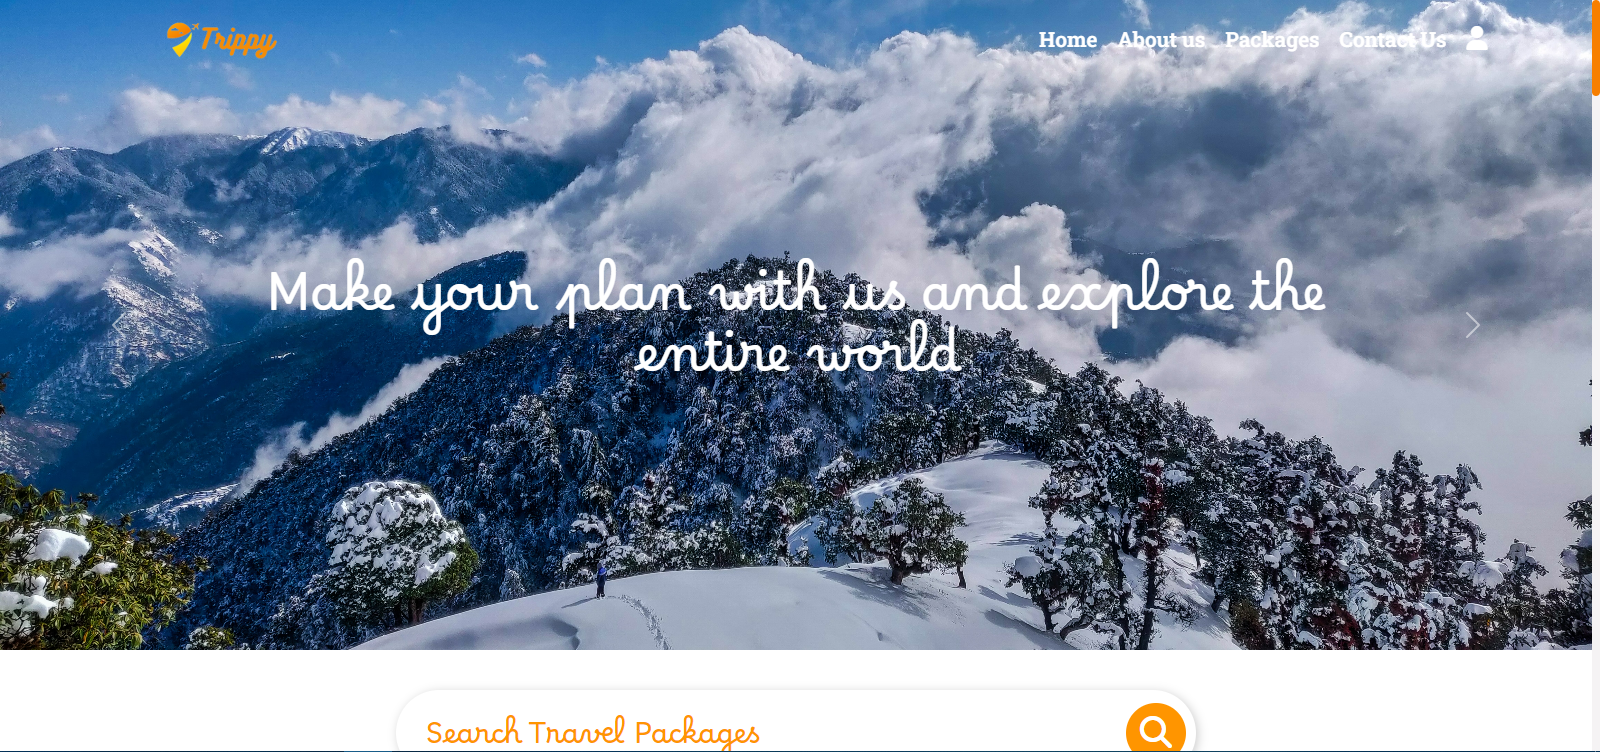 Trippy
Home About us Packages Contact Us
Make your plan with us and explore the
entire world
Search Travel Packages